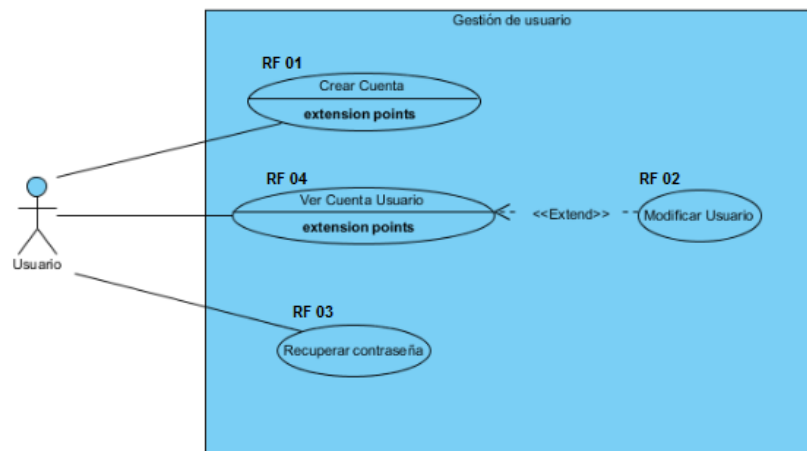 Gestión de usuario
RF 01
Crear Cuenta
extension points
RF 04
Ver Cuenta Usuario
extension points
<<Extend>>
RF 02
Modificar Usuario
Usuario
RF 03
Recuperar contraseña